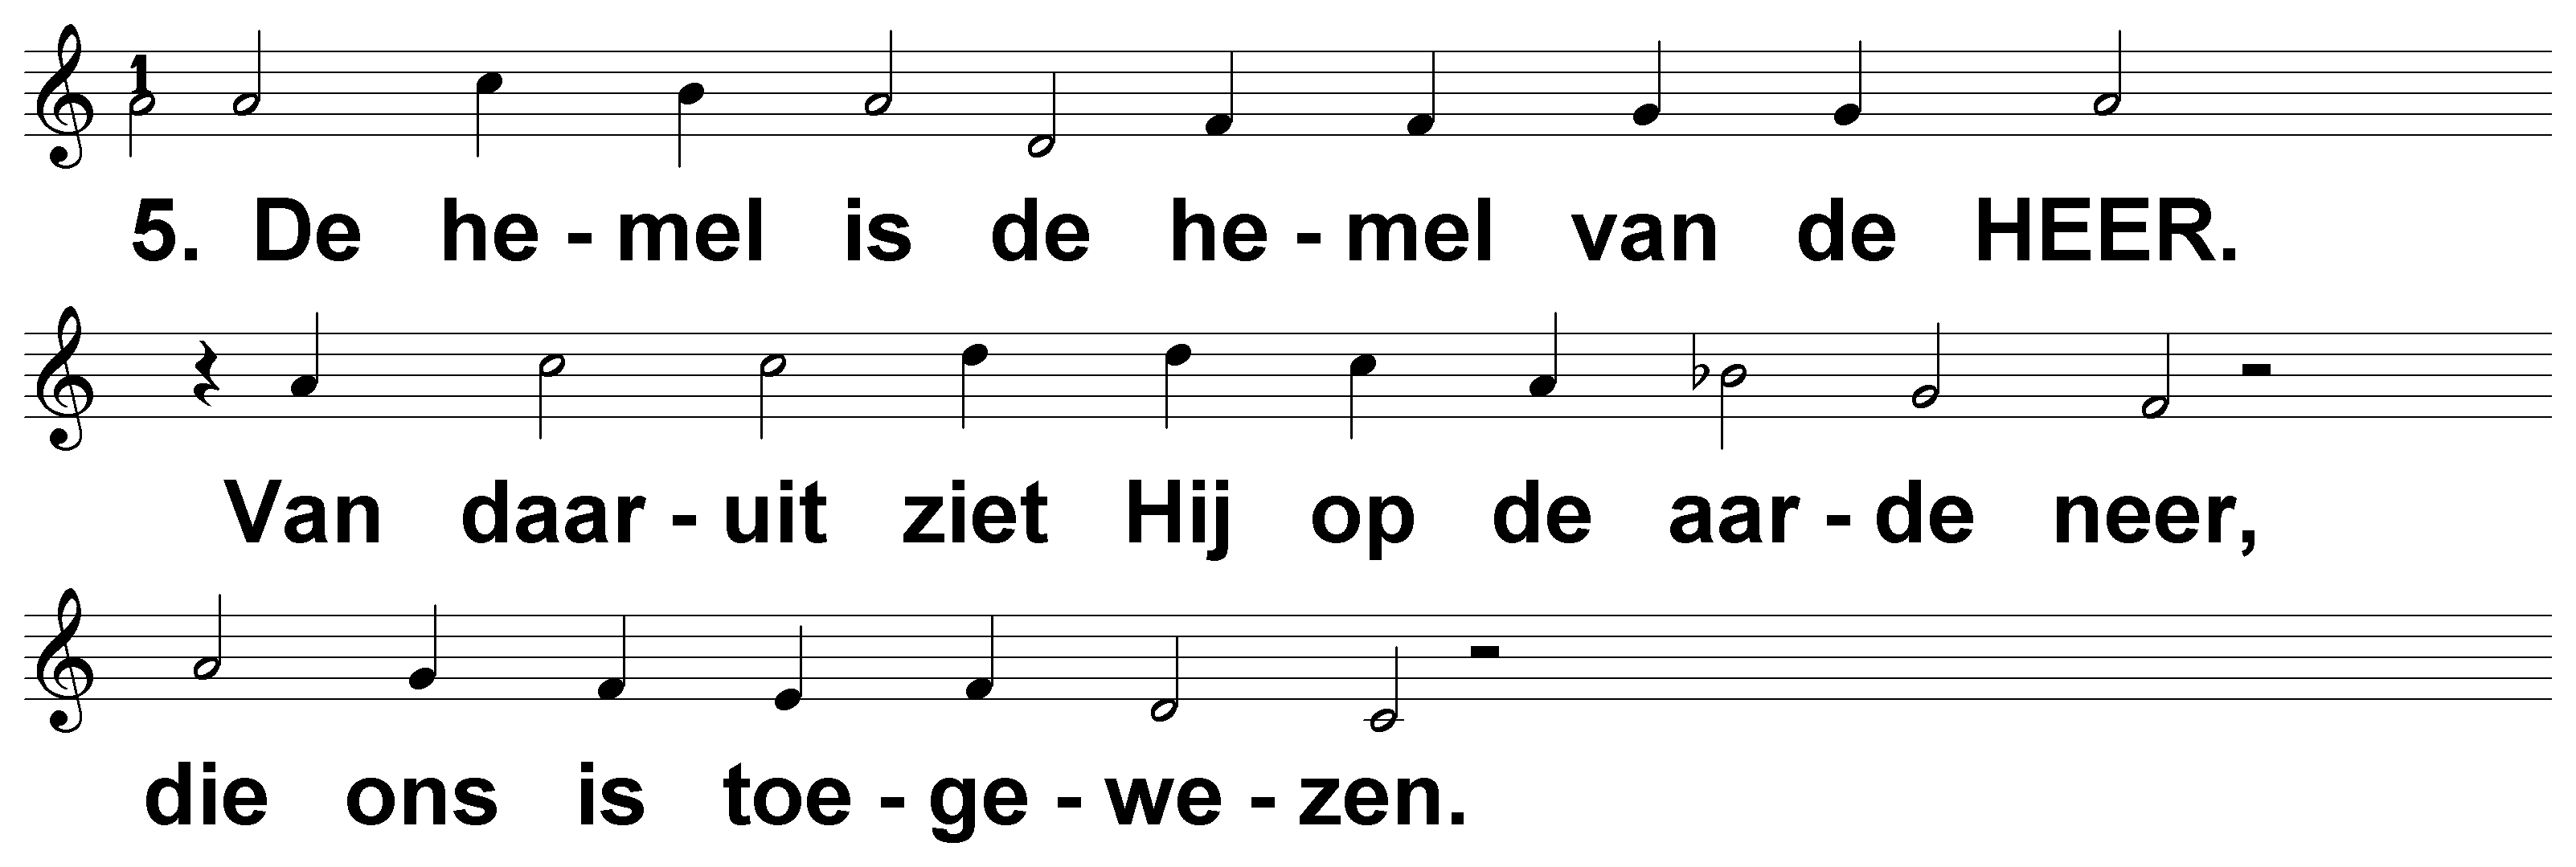 1
5. De he - mel is de he - mel van de HEER.
Van daar - uit ziet Hij op de aar - de neer,
die ons is toe - ge - we - zen.